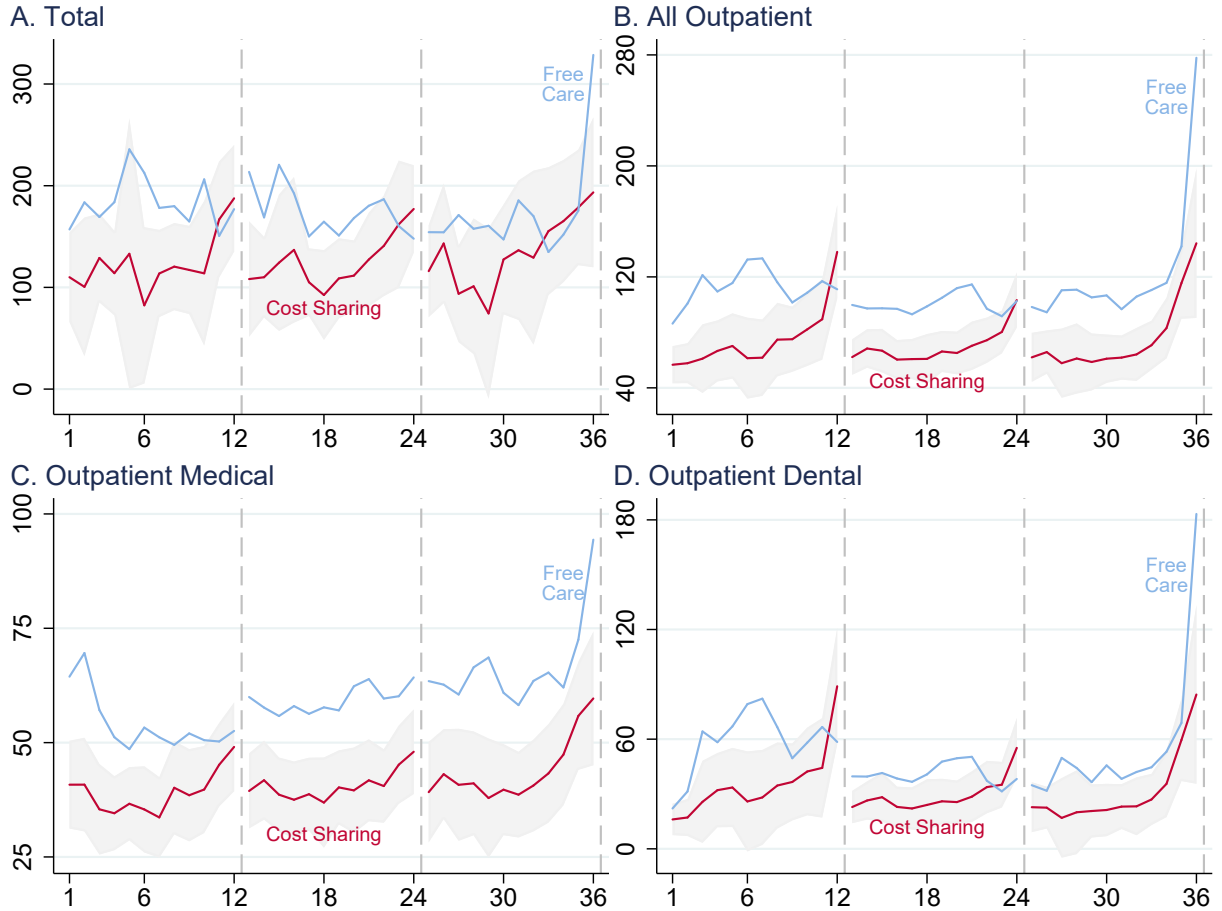 A. Total
300
200
100
0
Free
Care
Cost Sharing
1 6 12 18 24 30 36
B. All Outpatient
280
200
120
40
Free
Care
Cost Sharing
1 6 12 18 24 30 36
C. Outpatient Medical
100
75
50
25
Free
Care
Cost Sharing
1 6 12 18 24 30 36
D. Outpatient Dental
180
120
60
0
Free
Care
Cost Sharing
1 6 12 18 24 30 36